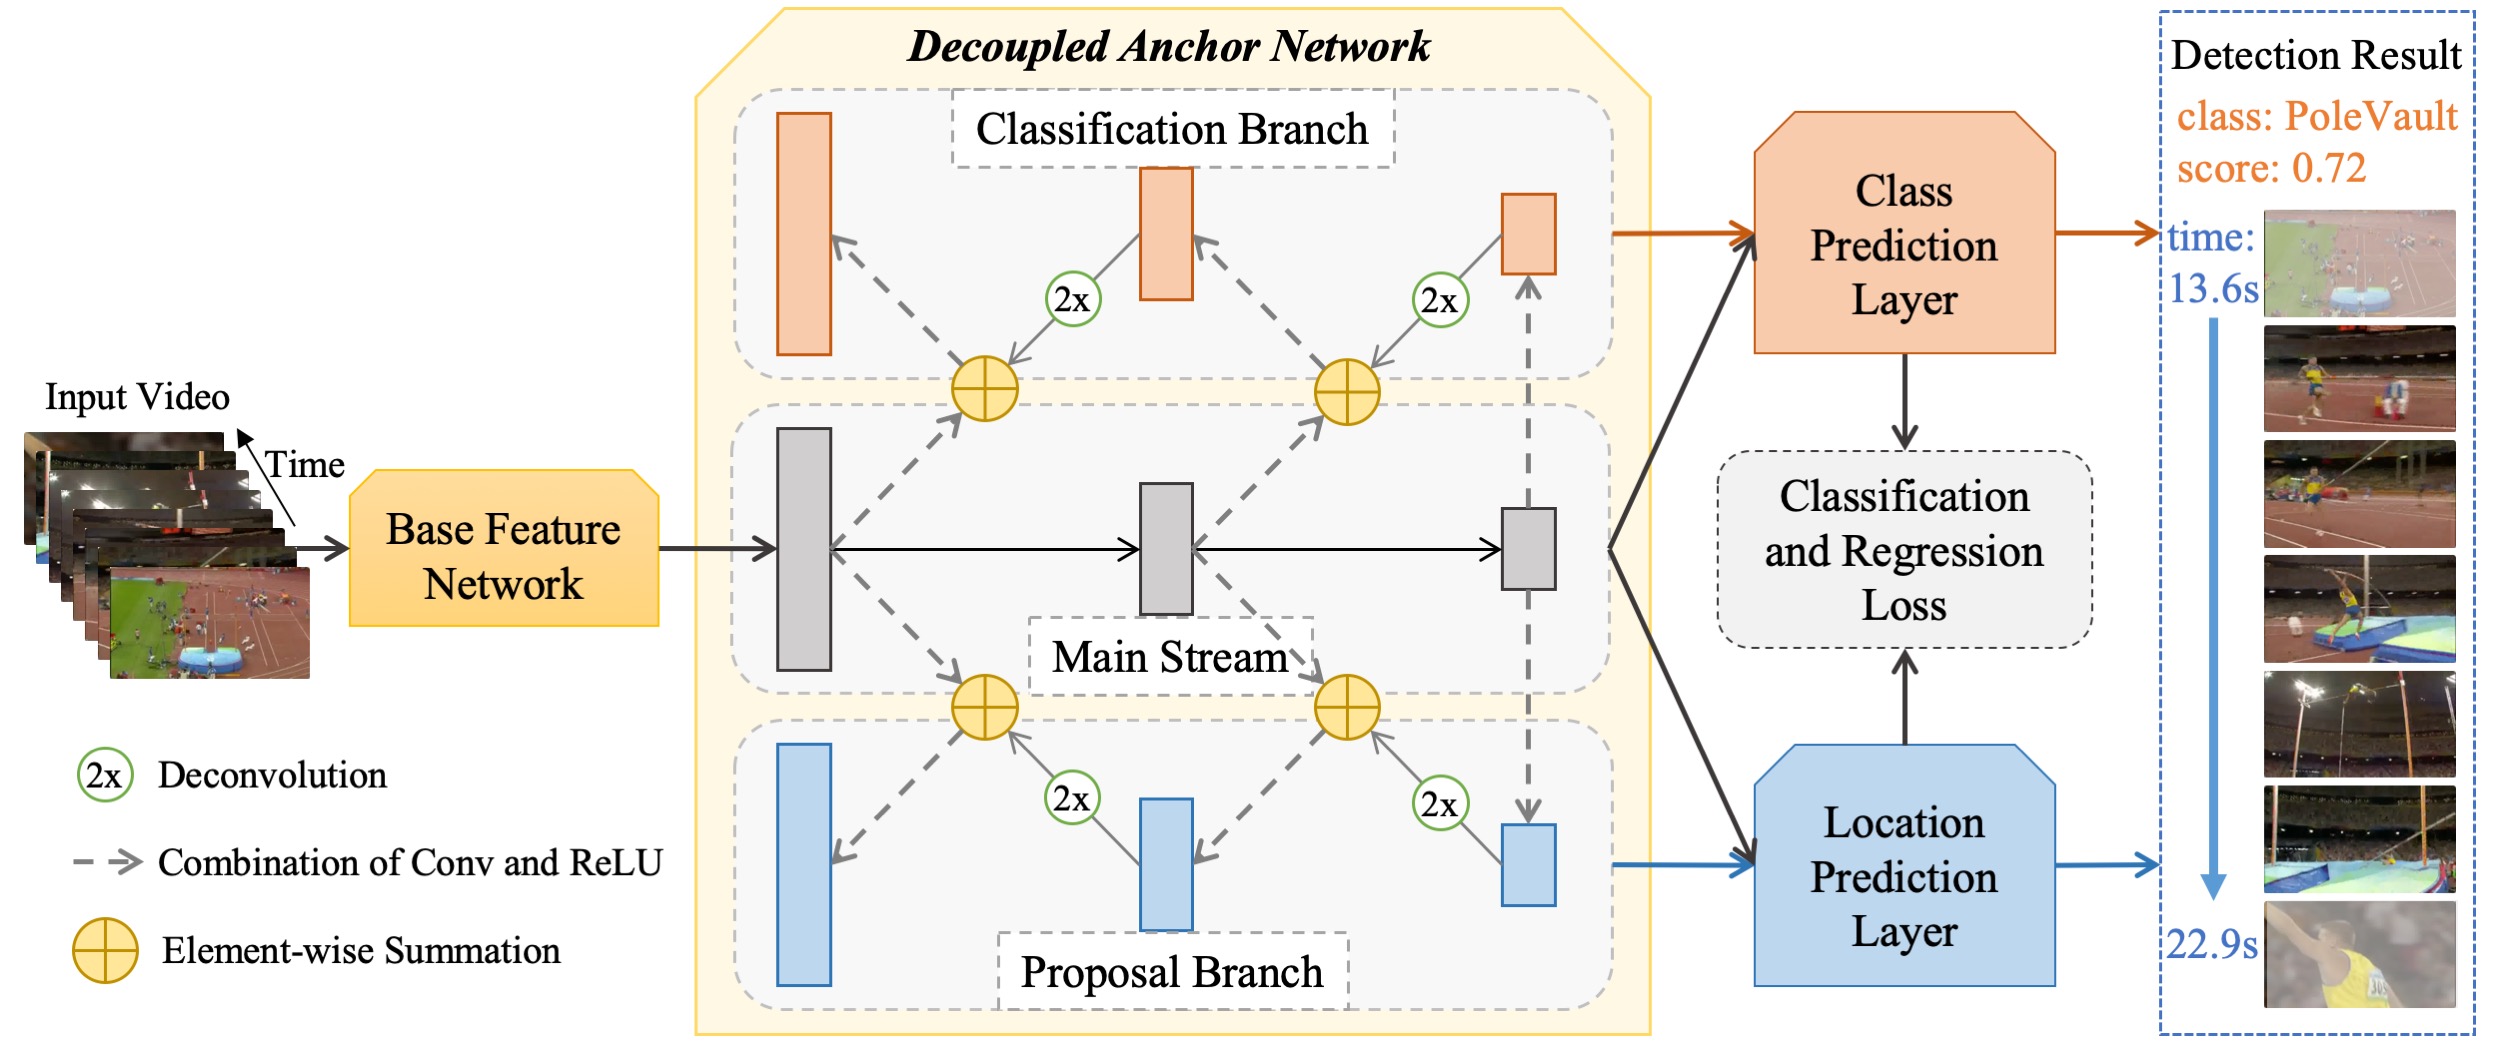 Decoupled Anchor Network
Classification Branch
2x
2x
Input Video
Time
Base Feature
Network
Main Stream
2x
2x
Proposal Branch
2x Deconvolution
Combination of Conv and ReLU
Element-wise Summation
Class
Prediction
Layer
Classification
and Regression
Loss
Location
Prediction
Layer
Detection Result
class: PoleVault
score: 0.72
time:
13.6s
22.9s